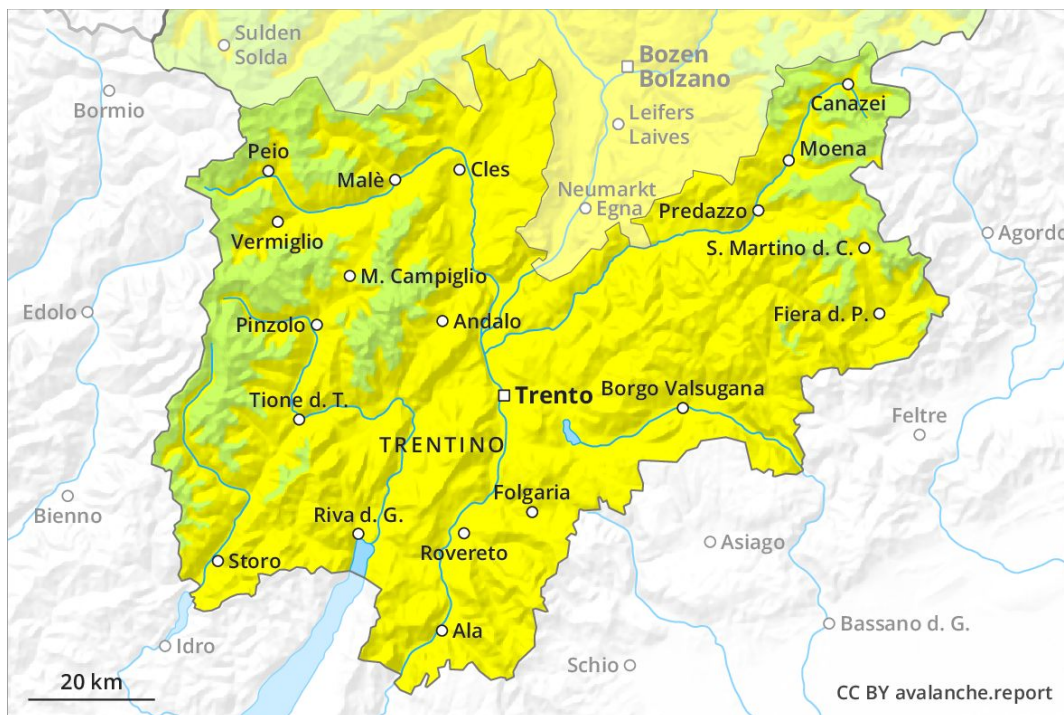 Sulden
Solda
Bozen
Bolzano
Bormio
Canazei
Leifers
Laives
Peio
Malè
Cles
Moena
Neumarkt
Egna
Predazzo
Vermiglio
Agordo
S. Martino d. C.
M. Campiglio
Edolo
Pinzolo
Andalo
Fiera d. P.
Trento
Borgo Valsugana
Tione d. T.
Feltre
TRENTINO
Bienno
Folgaria
Riva d. G.
Asiago
Rovereto
Storo
Bassano d. G.
Ala
Idro
Schio
20 km
CC BY avalanche.report